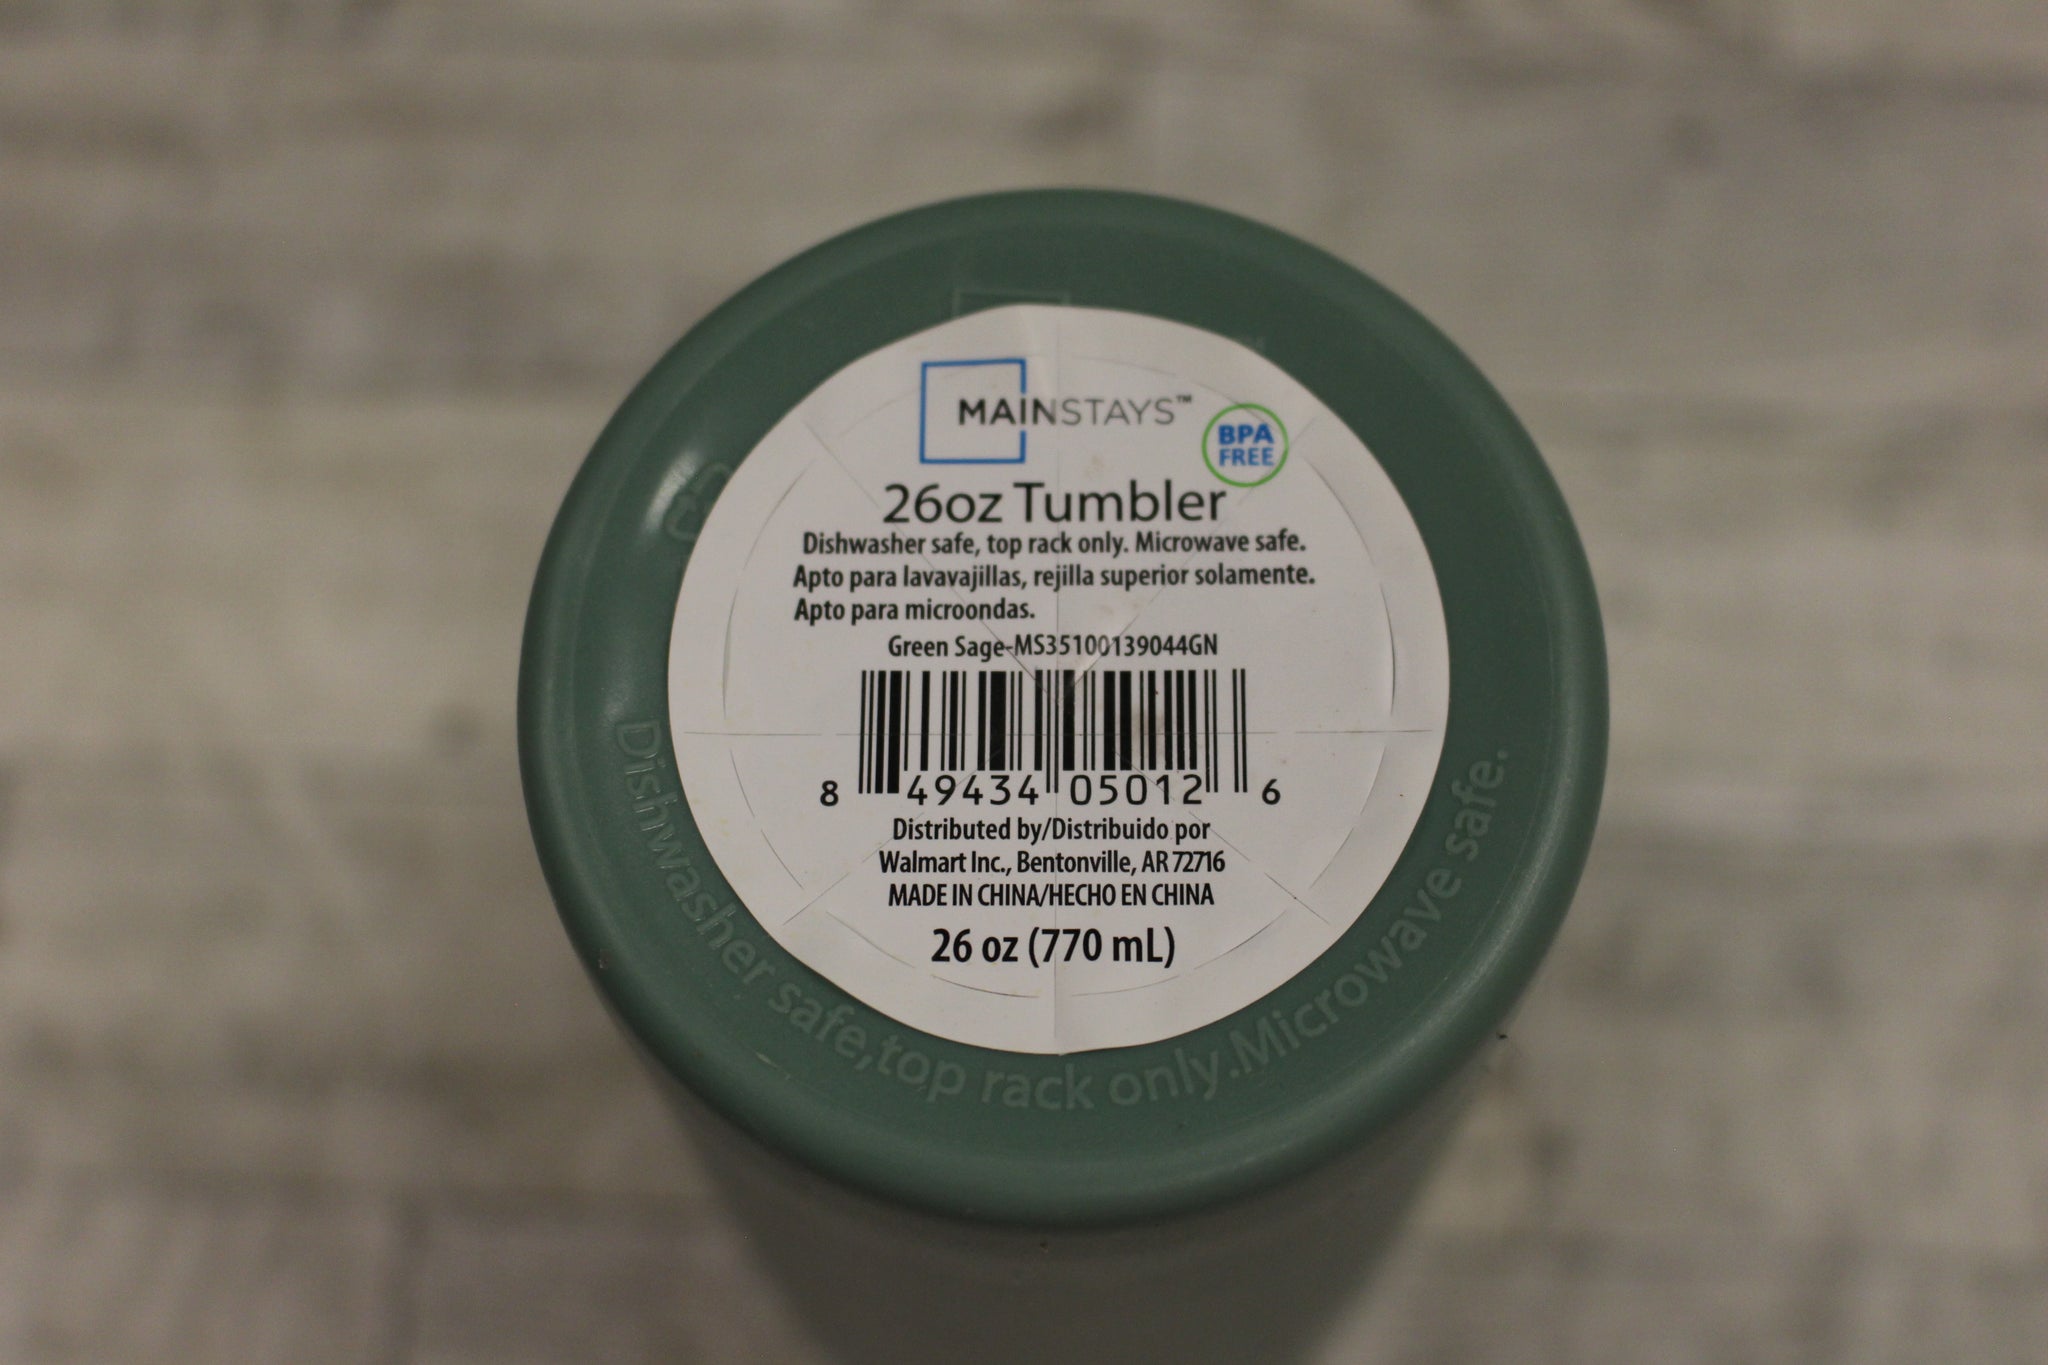 MAINSTAYS™
BPA
FREE
26oz Tumbler
Dishwasher safe, top rack only. Microwave safe.
Apto para lavavajillas, rejilla superior solamente.
Apto para microondas.
Green Sage-MS35100139044GN
8 49434 05012 6
Distributed by/Distribuido por
Walmart Inc., Bentonville, AR 72716
MADE IN CHINA/HECHO EN CHINA
26 oz (770 mL)
Dishwasher safe,top rack only.Microwave safe.